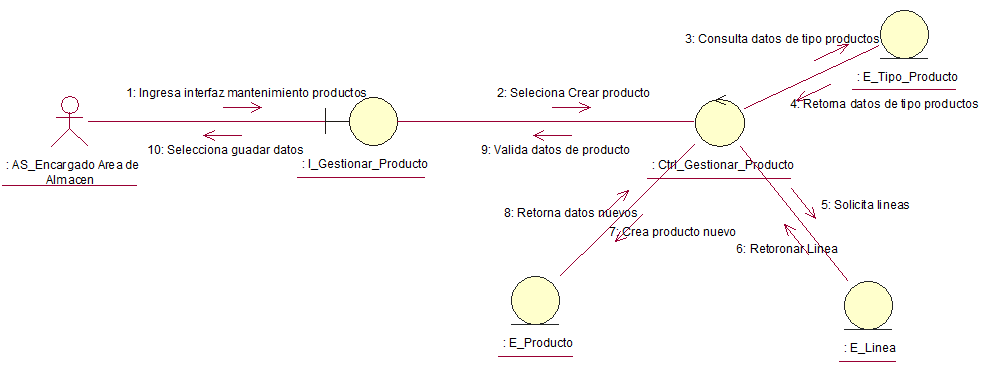 3: Consulta datos de tipo productos
: E_Tipo_Producto
1: Ingresa interfaz mantenimiento productos
2: Seleciona Crear producto
4: Retorna datos de tipo productos
10: Selecciona guadar datos
9: Valida datos de producto
: AS_Encargado Area de
Almacen
: I_Gestionar_Producto
: Ctrl_Gestionar_Producto
5: Solicita lineas
8: Retorna datos nuevos
7: Crea producto nuevo
6: Retoronar Linea
: E_Producto
: E_Linea